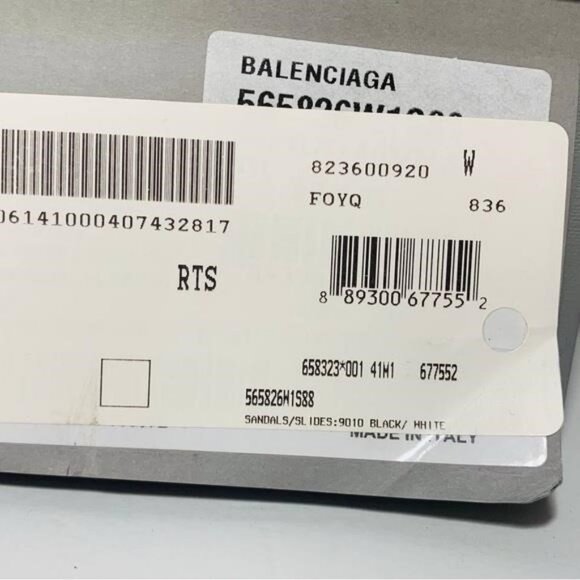 BALENCIAGA
823600920 W
FOYQ 836
06141000407432817
RTS
8 89300 67755 2
658323*001 41M1 677552
565826W1S88
SANDALS/SLIDES:9010 BLACK/ WHITE
MADE IN ITALY